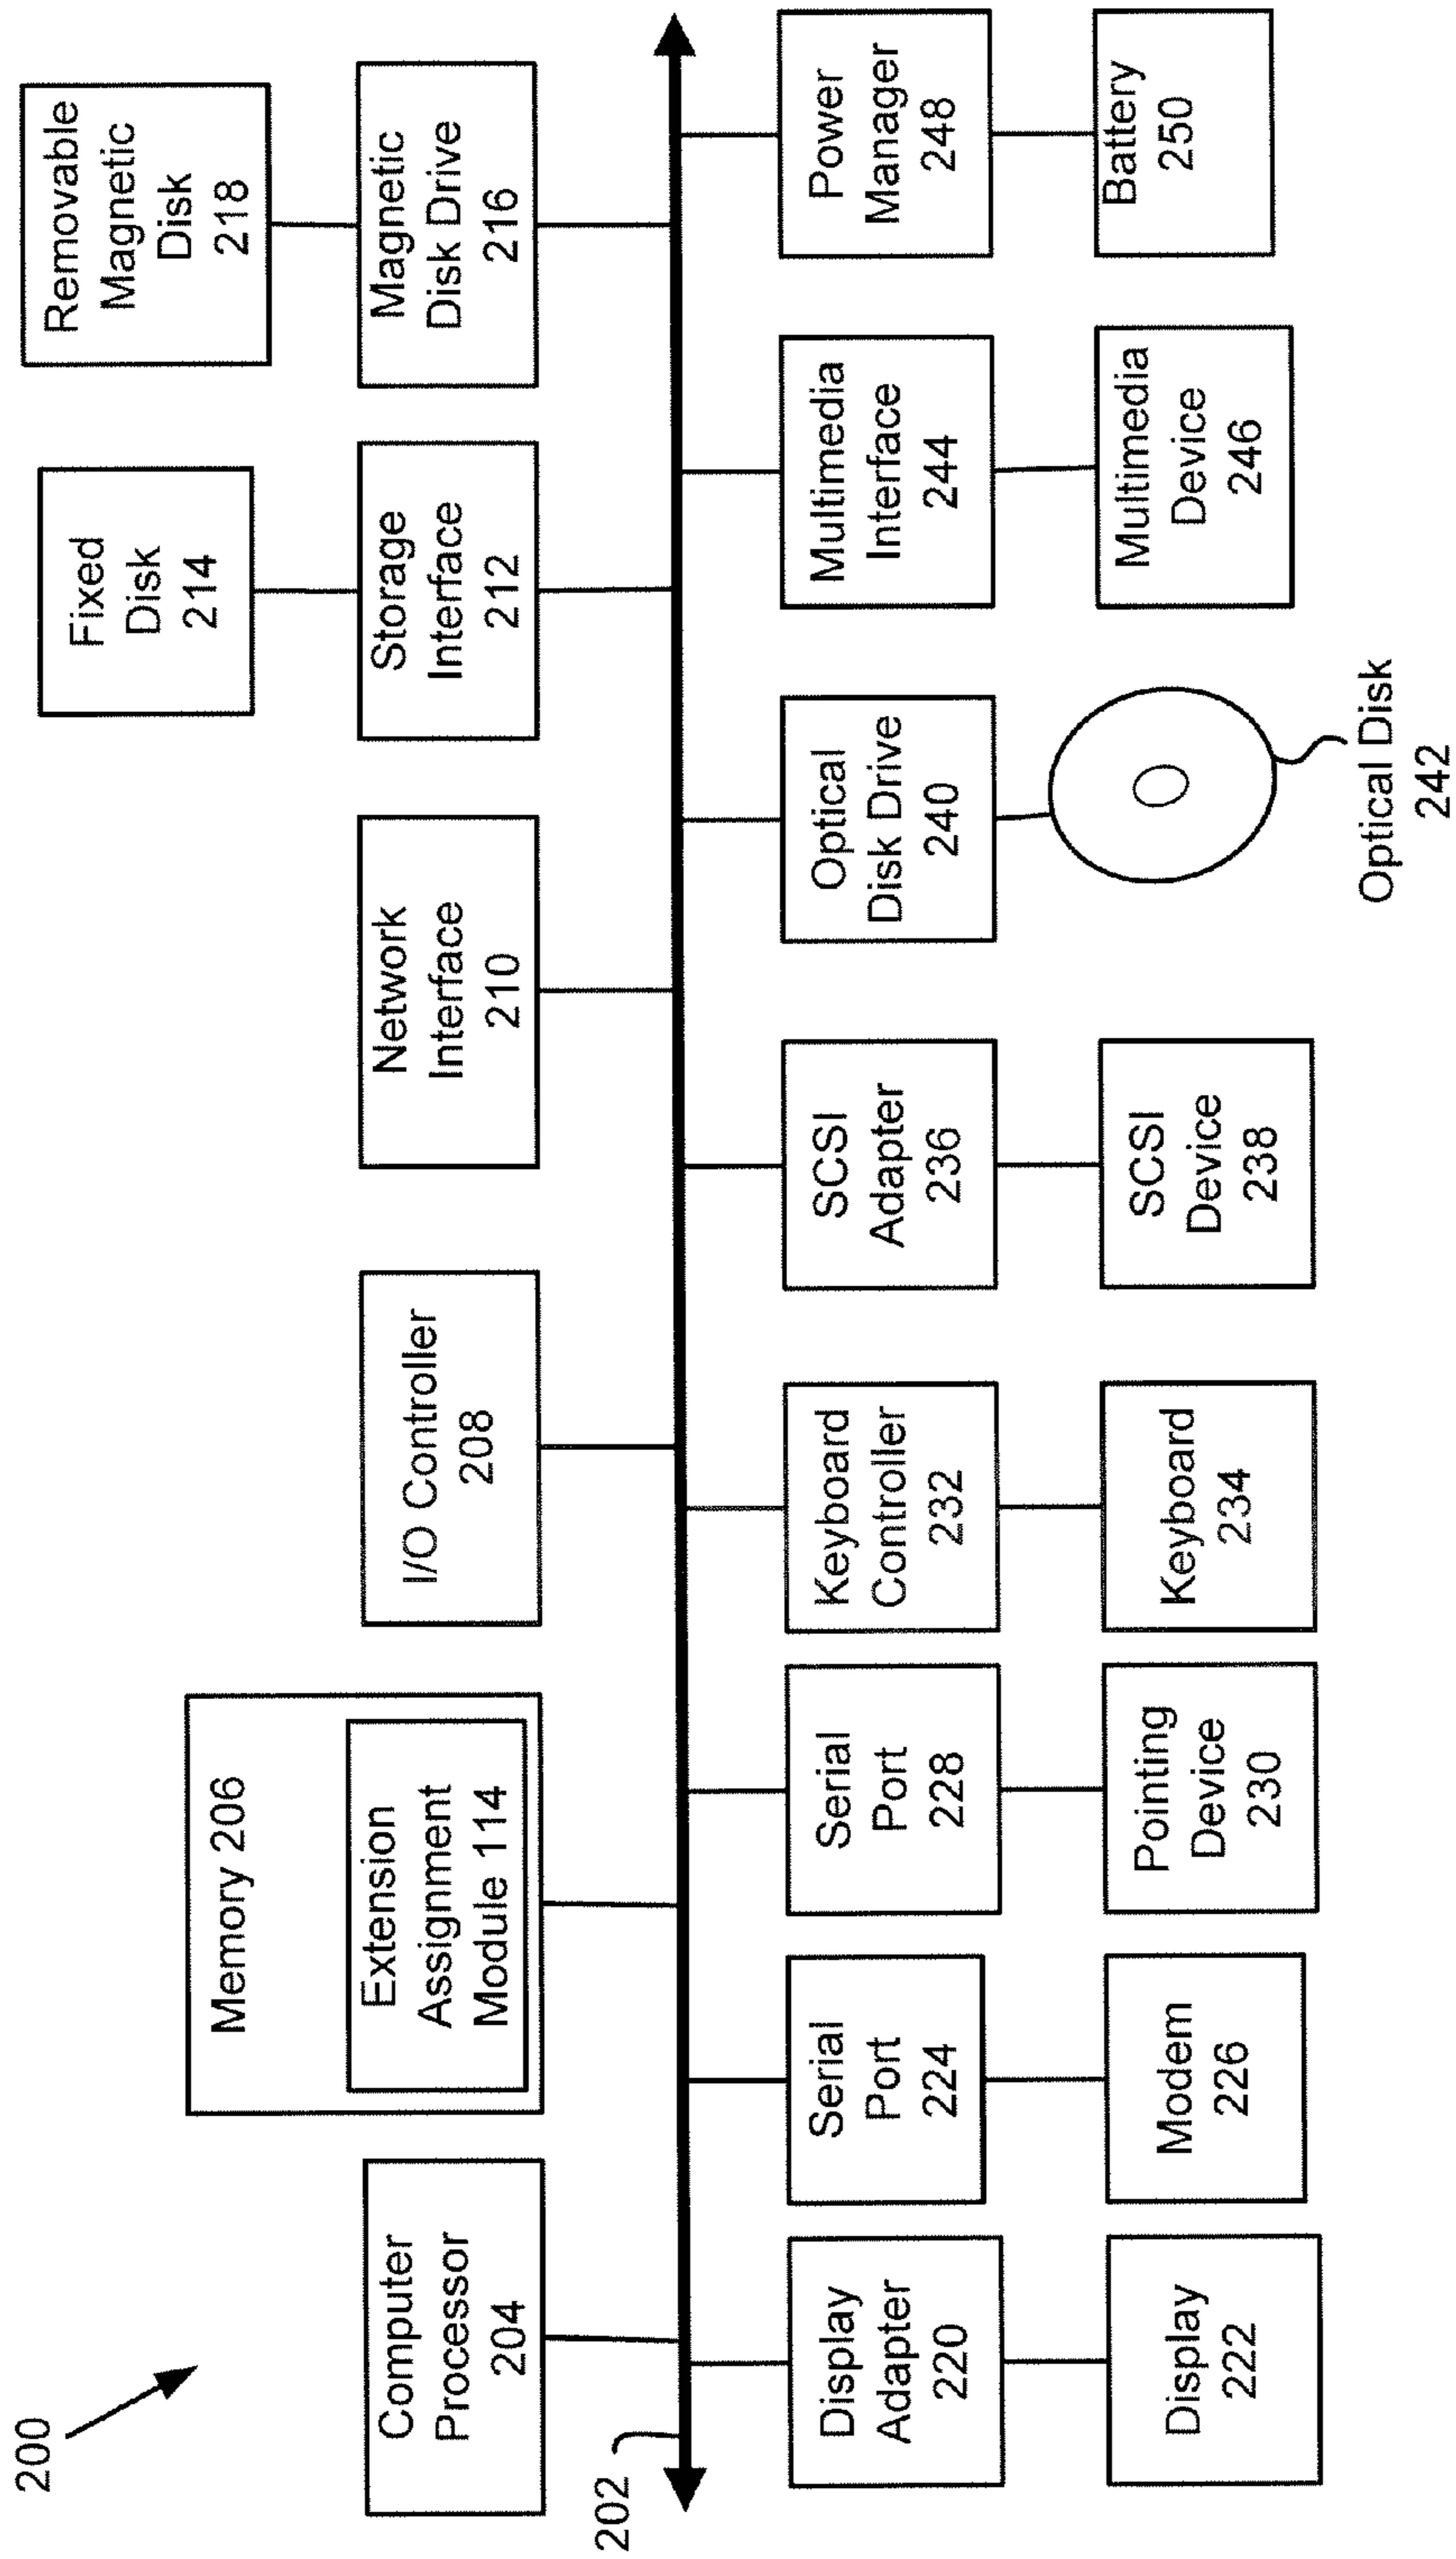 200
Computer
Processor
204
Memory 206
Extension
Assignment
Module 114
I/O Controller
208
Network
Interface
210
Fixed
Disk
214
Storage
Interface
212
Removable
Magnetic
Disk
218
Magnetic
Disk Drive
216
202
Display
Adapter
220
Display
222
Serial
Port
224
Modem
226
Serial
Port
228
Pointing
Device
230
Keyboard
Controller
232
Keyboard
234
SCSI
Adapter
236
SCSI
Device
238
Optical
Disk Drive
240
Optical Disk
242
Multimedia
Interface
244
Multimedia
Device
246
Power
Manager
248
Battery
250